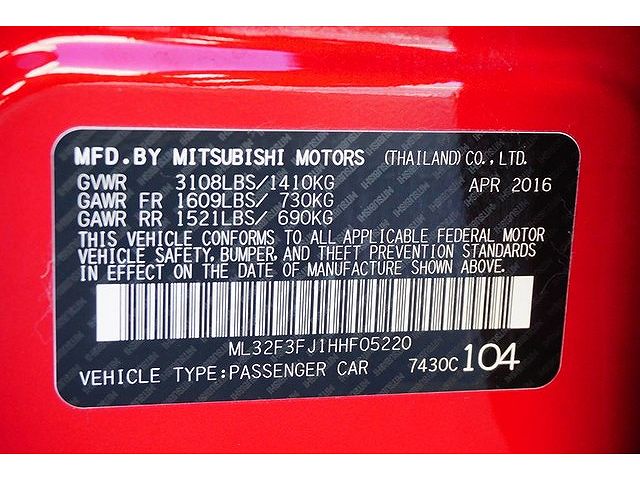 MFD.BY MITSUBISHI MOTORS (THAILAND)CO.,LTD.
GVWR 3108LBS/1410KG APR 2016
GAWR FR 1609LBS/ 730KG
GAWR RR 1521LBS/ 690KG
THIS VEHICLE CONFORMS TO ALL APPLICABLE FEDERAL MOTOR
VEHICLE SAFETY, BUMPER, AND THEFT PREVENTION STANDARDS
IN EFFECT ON THE DATE OF MANUFACTURE SHOWN ABOVE.
ML32F3FJ1HHF05220
VEHICLE TYPE:PASSENGER CAR 7430C 104